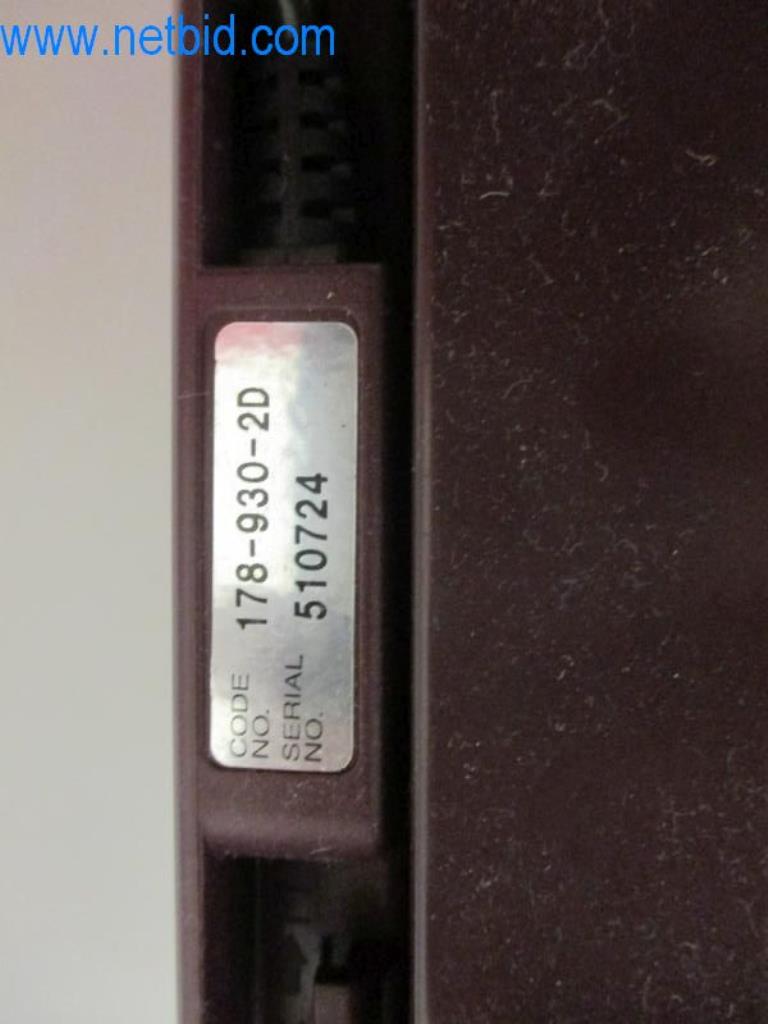 www.netbid.com
CODE NO. 178-930-2D
SERIAL NO. 510724